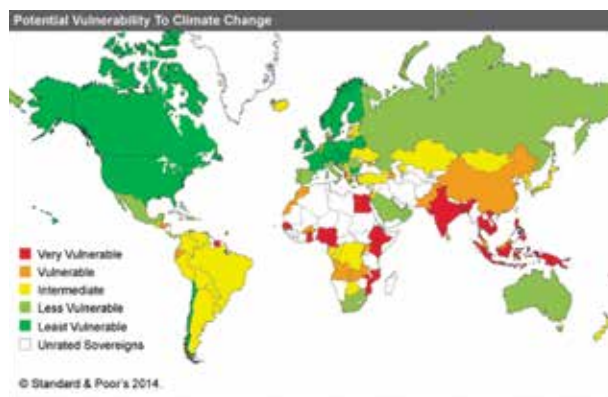 Potential Vulnerability To Climate Change
Very Vulnerable
Vulnerable
Intermediate
Less Vulnerable
Least Vulnerable
Unrated Sovereigns
© Standard & Poor's 2014.